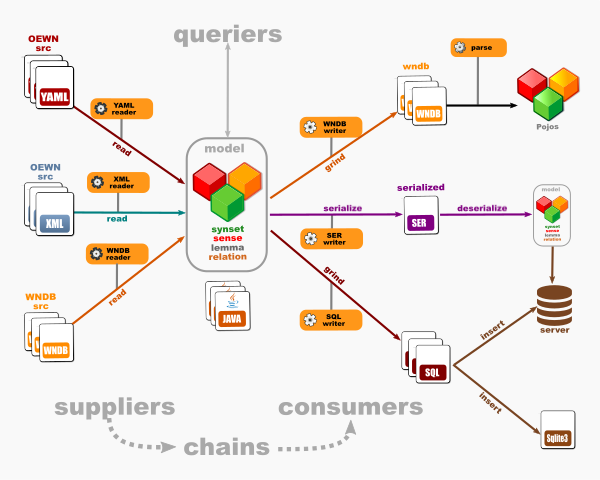 queriers
OEWN
src
YAML
YAML
reader
read
OEWN
src
XML
XML
reader
read
WNDB
src
WNDB
WNDB
reader
read
model
synset
sense
lemma
relation
JAVA
WNDB
writer
grind
wndb
WNDB
parse
Pojos
serialize
SER
writer
serialized
SER
deserialize
model
synset
sense
lemma
relation
grind
SQL
writer
SQL
insert
server
insert
Sqlite3
suppliers
consumers
chains